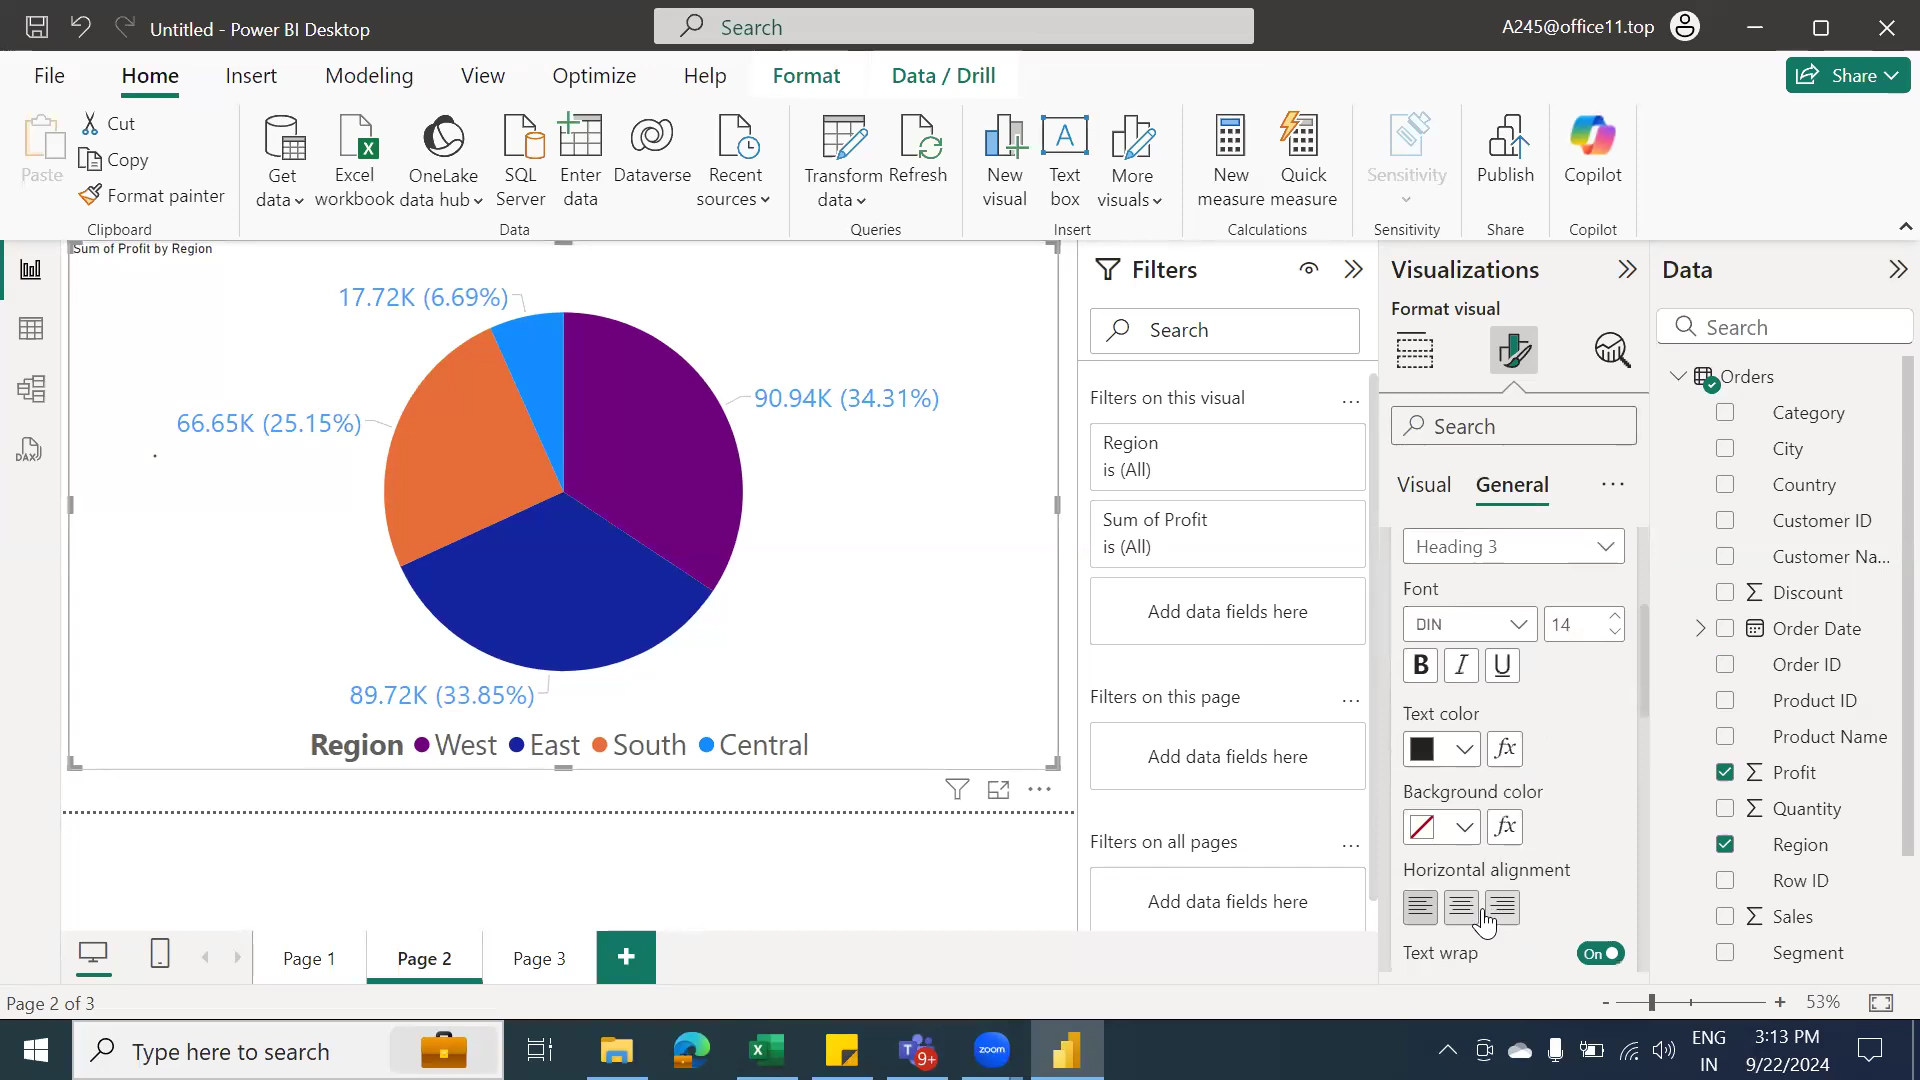 Untitled - Power BI Desktop
Search
A245@office11.top
File
Home
Insert
Modeling
View
Optimize
Help
Format
Data / Drill
Share
Paste
Cut
Copy
Format painter
Clipboard
Get data
Excel workbook
OneLake data hub
SQL Server
Enter data
Dataverse
Recent sources
Data
Transform data
Refresh
Queries
New visual
Text box
More visuals
Insert
New measure
Quick measure
Calculations
Sensitivity
Sensitivity
Publish
Share
Copilot
Copilot
DAX
Sum of Profit by Region
17.72K (6.69%)
90.94K (34.31%)
66.65K (25.15%)
89.72K (33.85%)
Region West East South Central
Filters
Search
Filters on this visual
...
Region
is (All)
Sum of Profit
is (All)
Add data fields here
Filters on this page
...
Add data fields here
Filters on all pages
...
Add data fields here
Visualizations
Format visual
Search
Visual
General
...
Heading 3
Font
DIN
14
B I U
Text color
fx
Background color
fx
Horizontal alignment
Text wrap
On
Data
Search
Orders
Category
City
Country
Customer ID
Customer Na...
Discount
Order Date
Order ID
Product ID
Product Name
Profit
Quantity
Region
Row ID
Sales
Segment
Page 1
Page 2
Page 3
+
Page 2 of 3
- + 53%
Type here to search
9+
zoom
ENG
IN
3:13 PM
9/22/2024